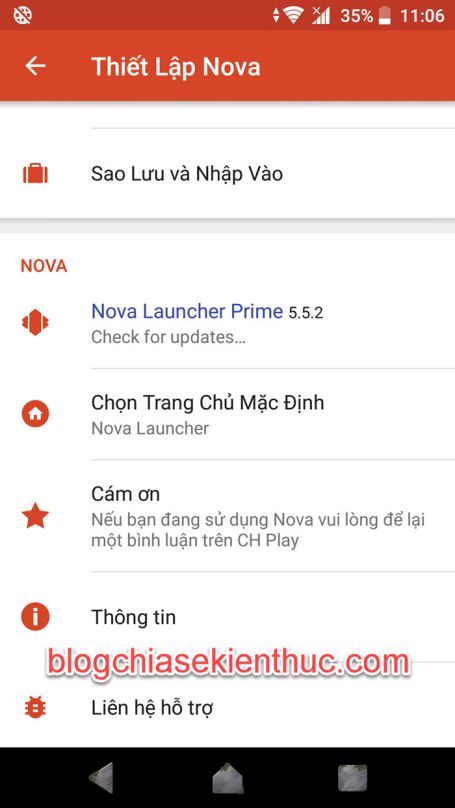 35% 11:06
Thiết Lập Nova
Sao Lưu và Nhập Vào
NOVA
Nova Launcher Prime 5.5.2
Check for updates...
Chọn Trang Chủ Mặc Định
Nova Launcher
Cám ơn
Nếu bạn đang sử dụng Nova vui lòng để lại
một bình luận trên CH Play
Thông tin
blogchiasekienthuc.com
Liên hệ hỗ trợ